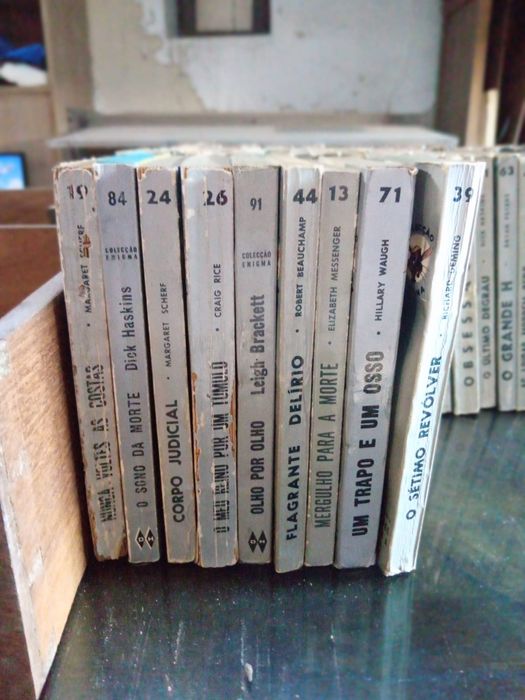 19
MARGARET SCHERF
NUNCA VOLTES AS COSTAS
84
COLECÇÃO
ENIGMA
Dick Haskins
O SONO DA MORTE
24
MARGARET SCHERF
CORPO JUDICIAL
26
CRAIG RICE
O MEU REINO POR UM TÚMULO
91
COLECÇÃO
ENIGMA
Leigh Brackett
OLHO POR OLHO
44
ROBERT BEAUCHAMP
FLAGRANTE DELÍRIO
13
ELIZABETH MESSENGER
MERGULHO PARA A MORTE
71
HILLARY WAUGH
UM TRAPO E UM OSSO
39
RICHARD DEMING
O SÉTIMO REVÓLVER
OBSESS
O ÚLTIMO DEGRAU
63
O GRANDE H